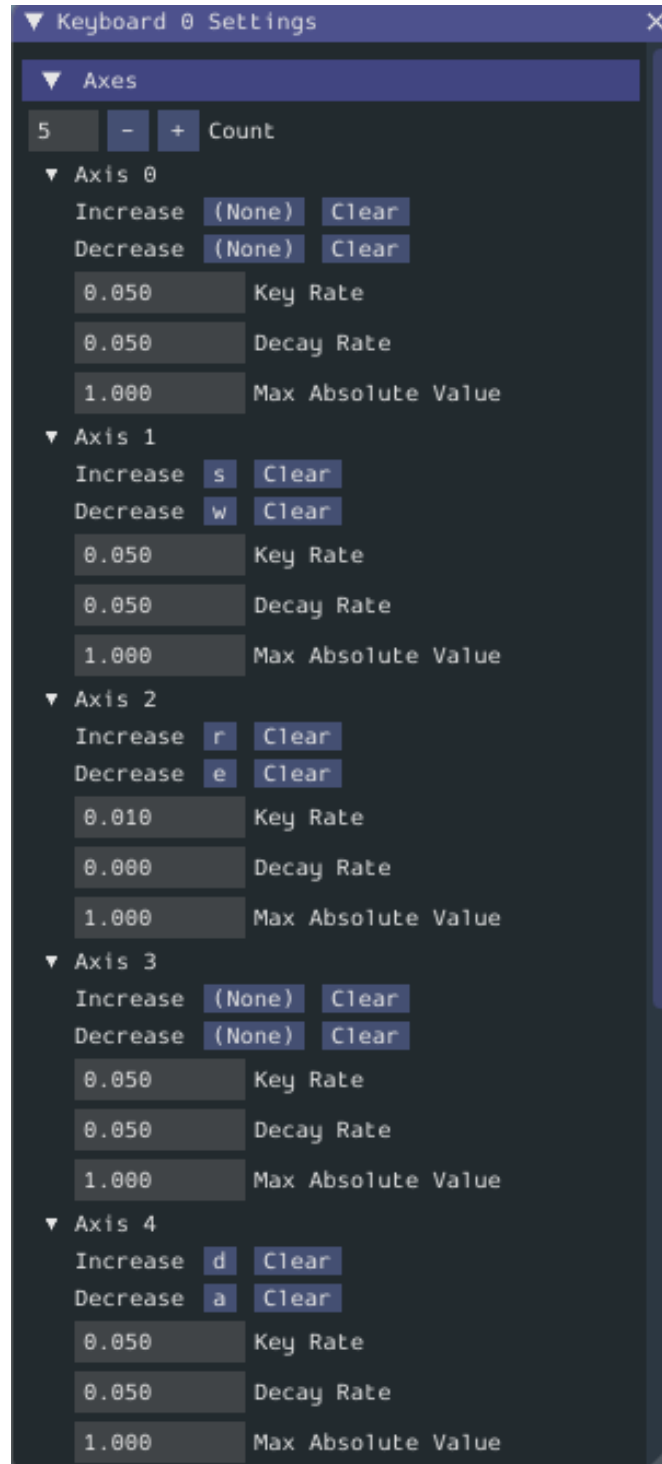 Keyboard 0 Settings
Axes
5 - + Count
Axis 0
Increase (None) Clear
Decrease (None) Clear
0.050 Key Rate
0.050 Decay Rate
1.000 Max Absolute Value
Axis 1
Increase s Clear
Decrease w Clear
0.050 Key Rate
0.050 Decay Rate
1.000 Max Absolute Value
Axis 2
Increase r Clear
Decrease e Clear
0.010 Key Rate
0.000 Decay Rate
1.000 Max Absolute Value
Axis 3
Increase (None) Clear
Decrease (None) Clear
0.050 Key Rate
0.050 Decay Rate
1.000 Max Absolute Value
Axis 4
Increase d Clear
Decrease a Clear
0.050 Key Rate
0.050 Decay Rate
1.000 Max Absolute Value